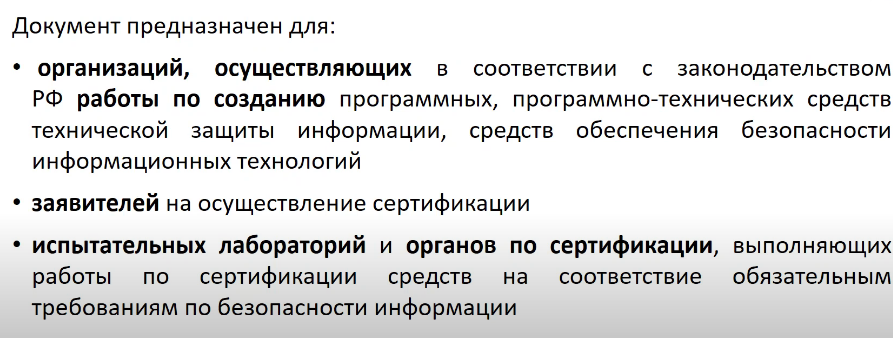 Документ предназначен для:
• организаций, осуществляющих в соответствии с законодательством
РФ работы по созданию программных, программно-технических средств
технической защиты информации, средств обеспечения безопасности
информационных технологий
• заявителей на осуществление сертификации
• испытательных лабораторий и органов по сертификации, выполняющих
работы по сертификации средств на соответствие обязательным
требованиям по безопасности информации